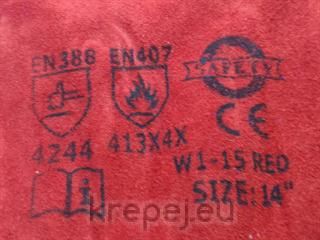 EN388 EN407
SAFETY
CE
4244 413X4X
W1-15 RED
SIZE: 14"
i
krepej.eu